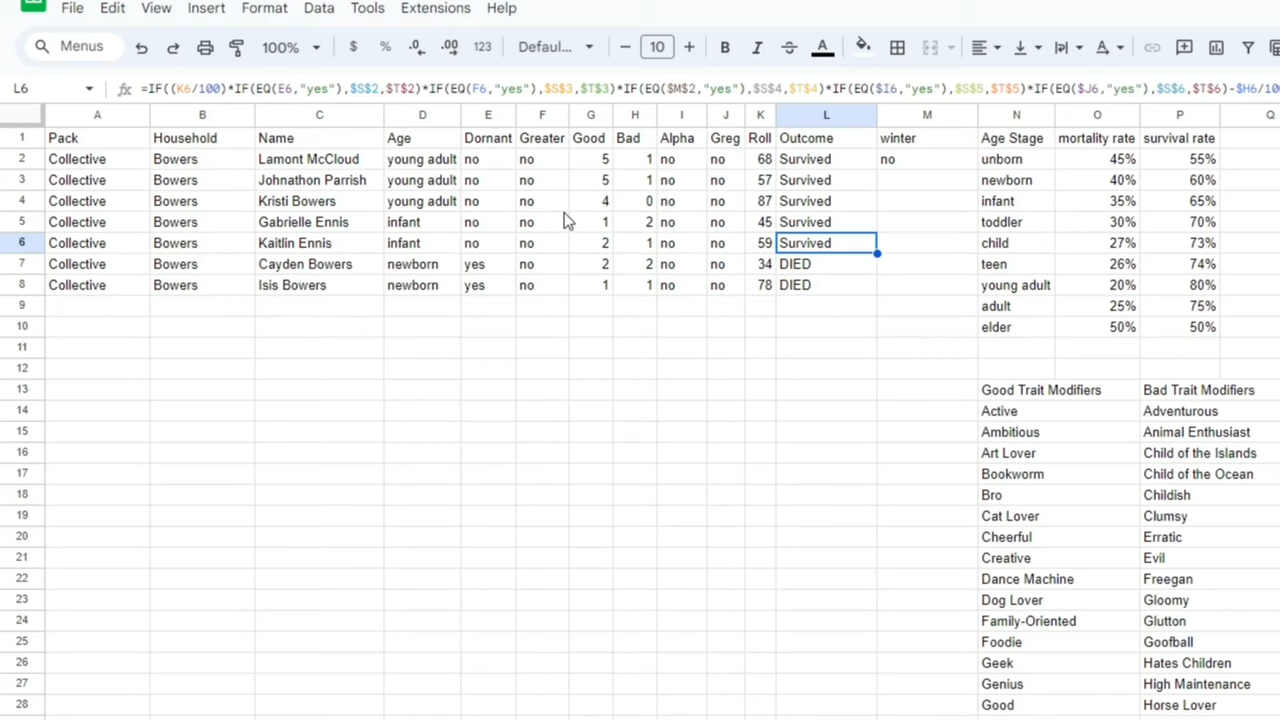 File Edit View Insert Format Data Tools Extensions Help
Menus 100% $ % .0 .00 123 Defaul... 10 B I A
L6 fx =IF((K6/100)*IF(EQ(E6,"yes"),$S$2,$T$2)*IF(EQ(F6,"yes"),$S$3,$T$3)*IF(EQ($M$2,"yes"),$S$4,$T$4)*IF(EQ($I6,"yes"),$S$5,$T$5)*IF(EQ($J6,"yes"),$S$6,$T$6)-$H6/100
A B C D E F G H I J K L M N O P Q
1 Pack Household Name Age Dornant Greater Good Bad Alpha Greg Roll Outcome winter Age Stage mortality rate survival rate
2 Collective Bowers Lamont McCloud young adult no no 5 1 no no 68 Survived no unborn 45% 55%
3 Collective Bowers Johnathon Parrish young adult no no 5 1 no no 57 Survived newborn 40% 60%
4 Collective Bowers Kristi Bowers young adult no no 4 0 no no 87 Survived infant 35% 65%
5 Collective Bowers Gabrielle Ennis infant no no 1 2 no no 45 Survived toddler 30% 70%
6 Collective Bowers Kaitlin Ennis infant no no 2 1 no no 59 Survived child 27% 73%
7 Collective Bowers Cayden Bowers newborn yes no 2 2 no no 34 DIED teen 26% 74%
8 Collective Bowers Isis Bowers newborn yes no 1 1 no no 78 DIED young adult 20% 80%
9 adult 25% 75%
10 elder 50% 50%
11
12
13 Good Trait Modifiers Bad Trait Modifiers
14 Active Adventurous
15 Ambitious Animal Enthusiast
16 Art Lover Child of the Islands
17 Bookworm Child of the Ocean
18 Bro Childish
19 Cat Lover Clumsy
20 Cheerful Erratic
21 Creative Evil
22 Dance Machine Freegan
23 Dog Lover Gloomy
24 Family-Oriented Glutton
25 Foodie Goofball
26 Geek Hates Children
27 Genius High Maintenance
28 Good Horse Lover